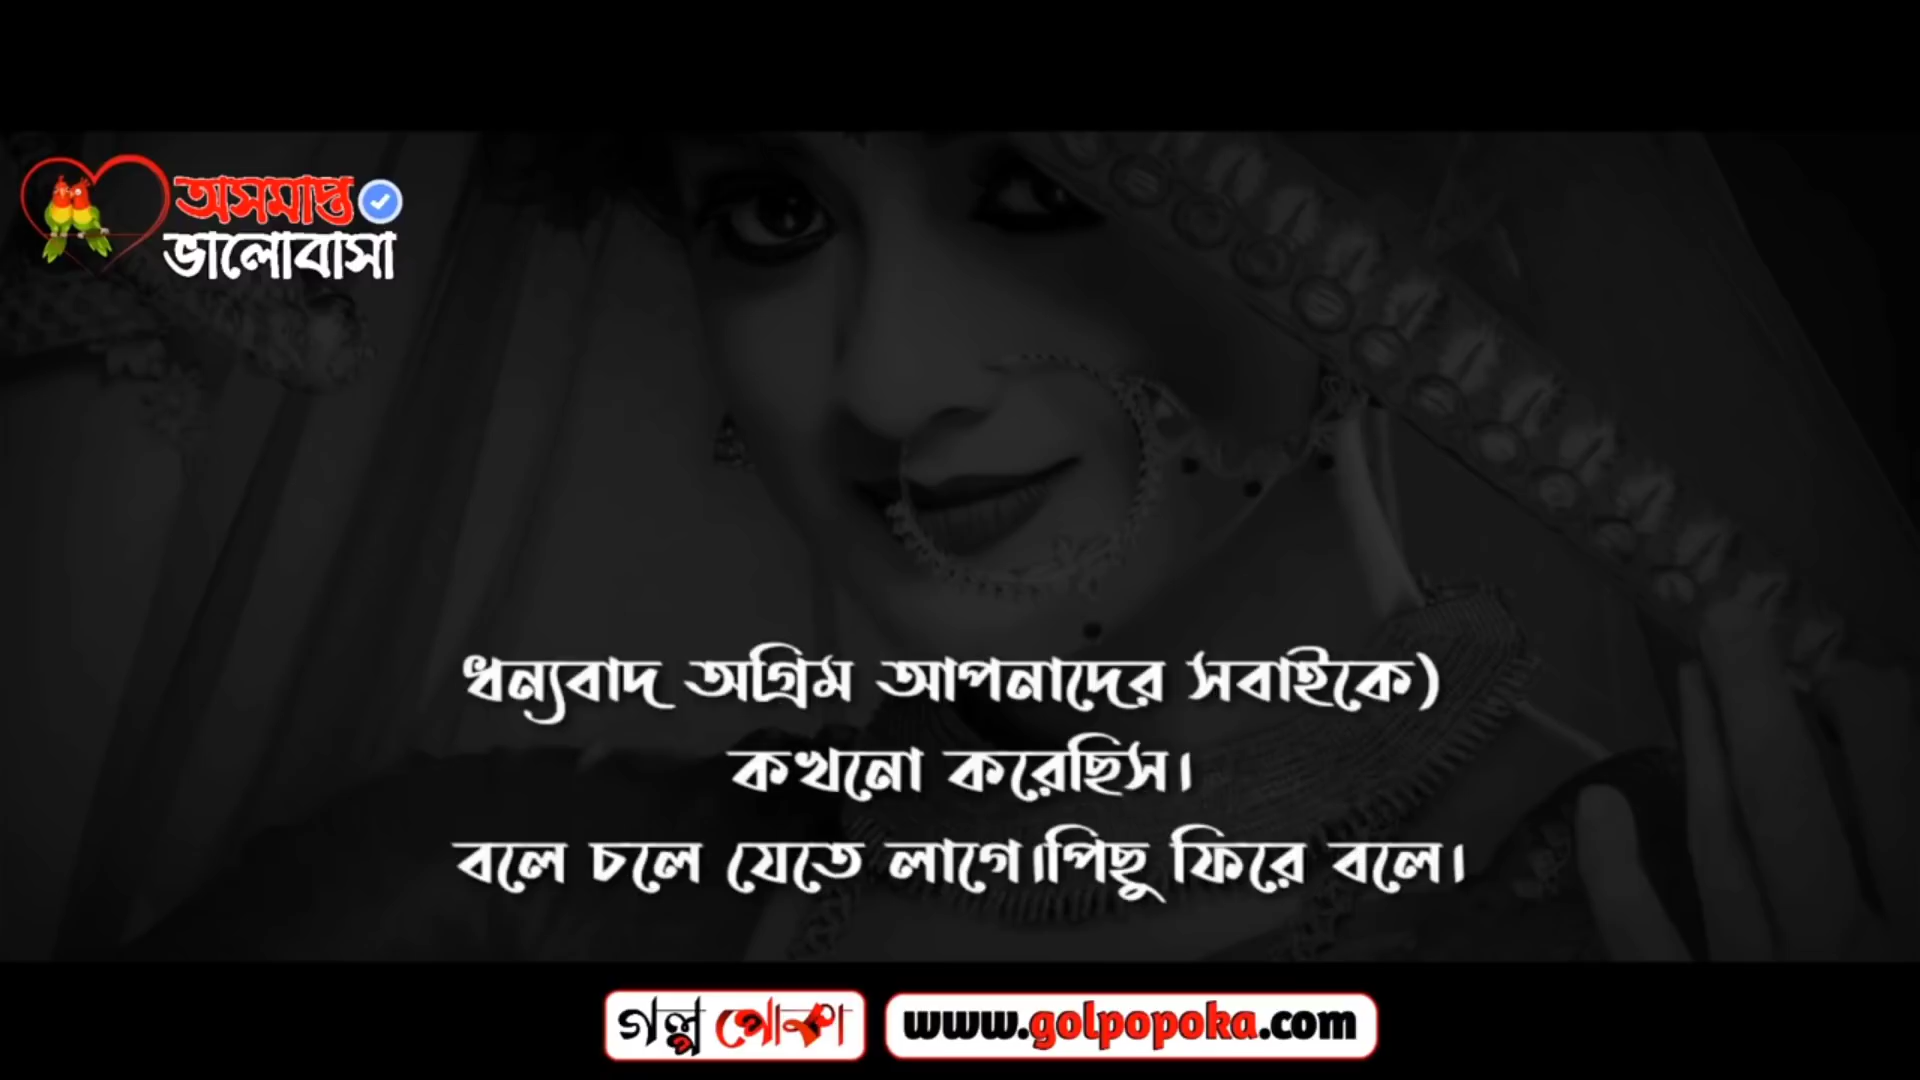 অসমাপ্ত
ভালোবাসা
ধন্যবাদ অগ্রিম আপনাদের সবাইকে)
কখনো করেছিস।
বলে চলে যেতে লাগে।পিছু ফিরে বলে।
গল্প পোকা
www.golpopoka.com